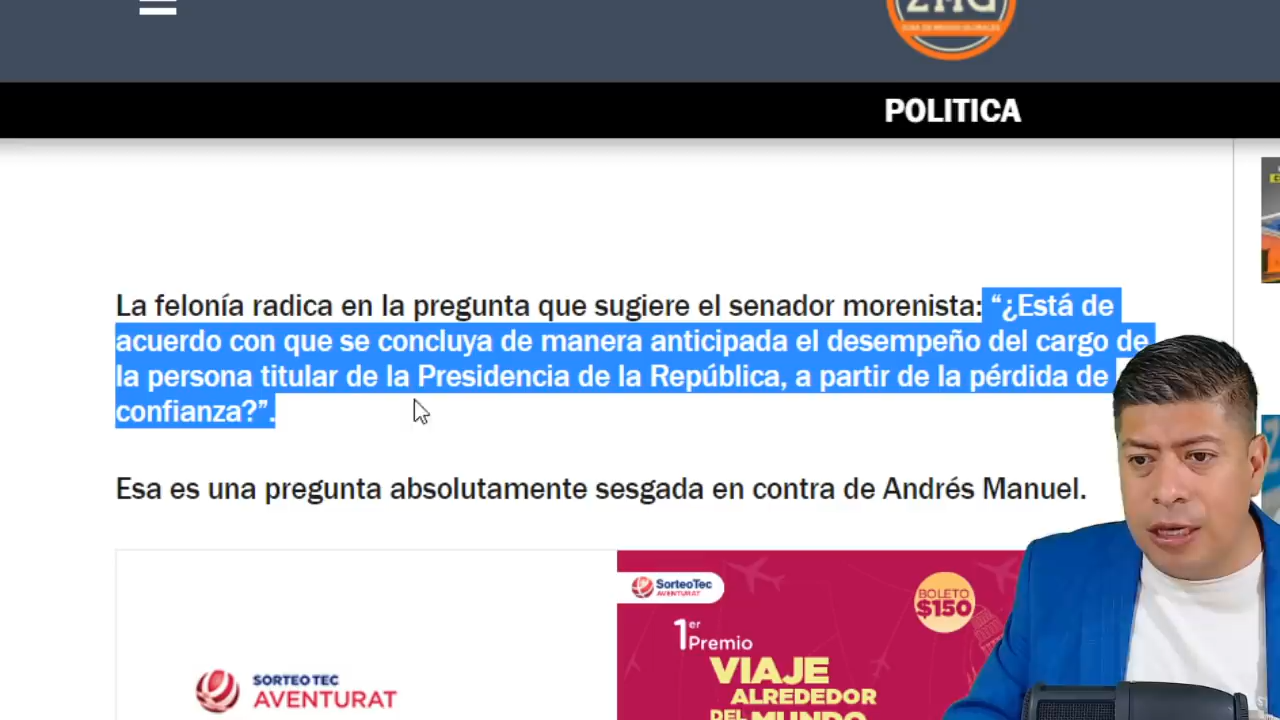 ZMG
POLITICA
La felonía radica en la pregunta que sugiere el senador morenista: “¿Está de
acuerdo con que se concluya de manera anticipada el desempeño del cargo de
la persona titular de la Presidencia de la República, a partir de la pérdida de
confianza?”.
Esa es una pregunta absolutamente sesgada en contra de Andrés Manuel.
SORTEO TEC
AVENTURAT
SorteoTec
AVENTURAT
BOLETO
$150
1er
Premio
VIAJE
ALREDEDOR
DEL MUNDO